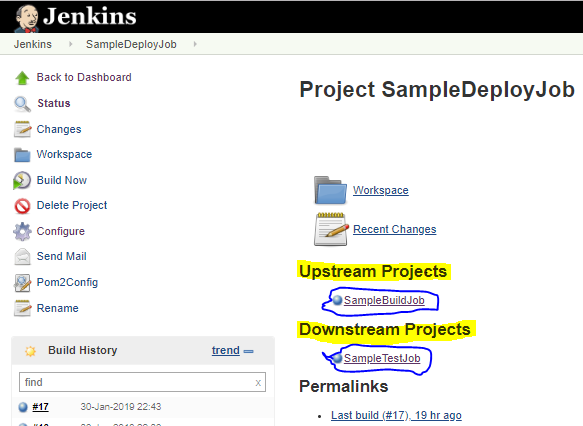 Jenkins
Jenkins SampleDeployJob
Back to Dashboard
Status
Changes
Workspace
Build Now
Delete Project
Configure
Send Mail
Pom2Config
Rename
Build History trend
find x
#17 30-Jan-2019 22:43
Project SampleDeployJob
Workspace
Recent Changes
Upstream Projects
SampleBuildJob
Downstream Projects
SampleTestJob
Permalinks
Last build (#17), 19 hr ago